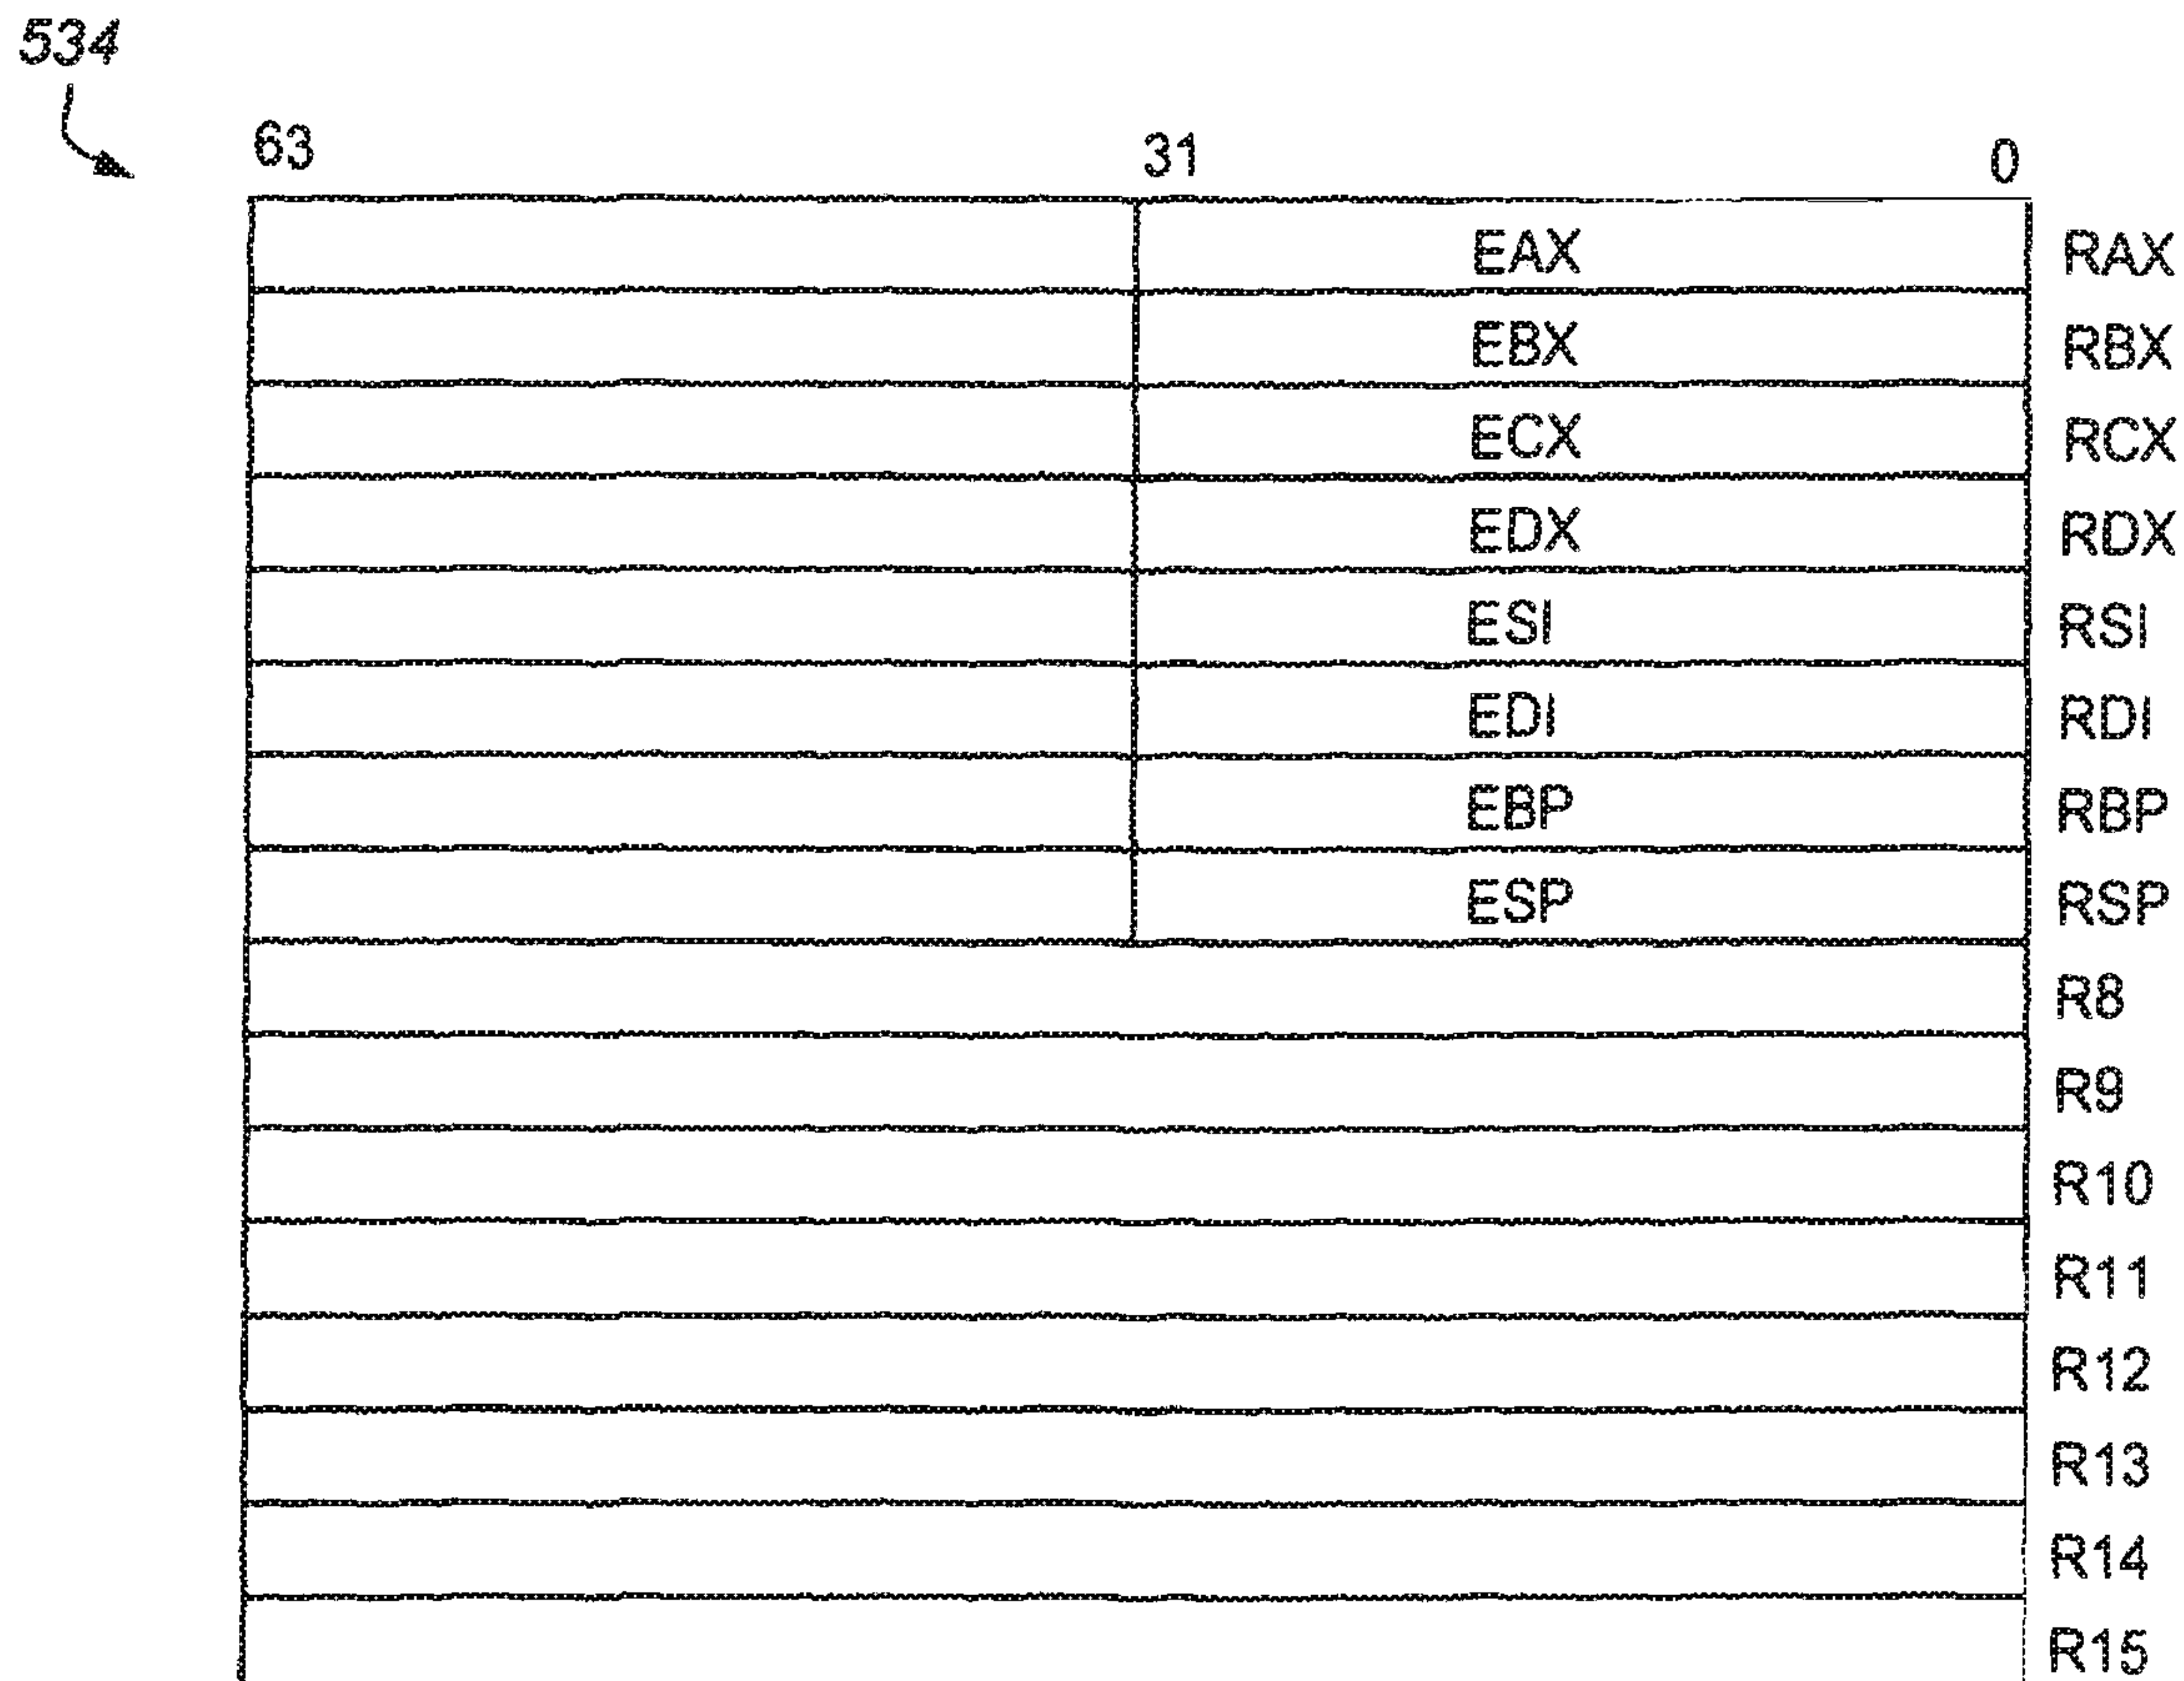 534
63 31 0
EAX RAX
EBX RBX
ECX RCX
EDX RDX
ESI RSI
EDI RDI
EBP RBP
ESP RSP
R8
R9
R10
R11
R12
R13
R14
R15